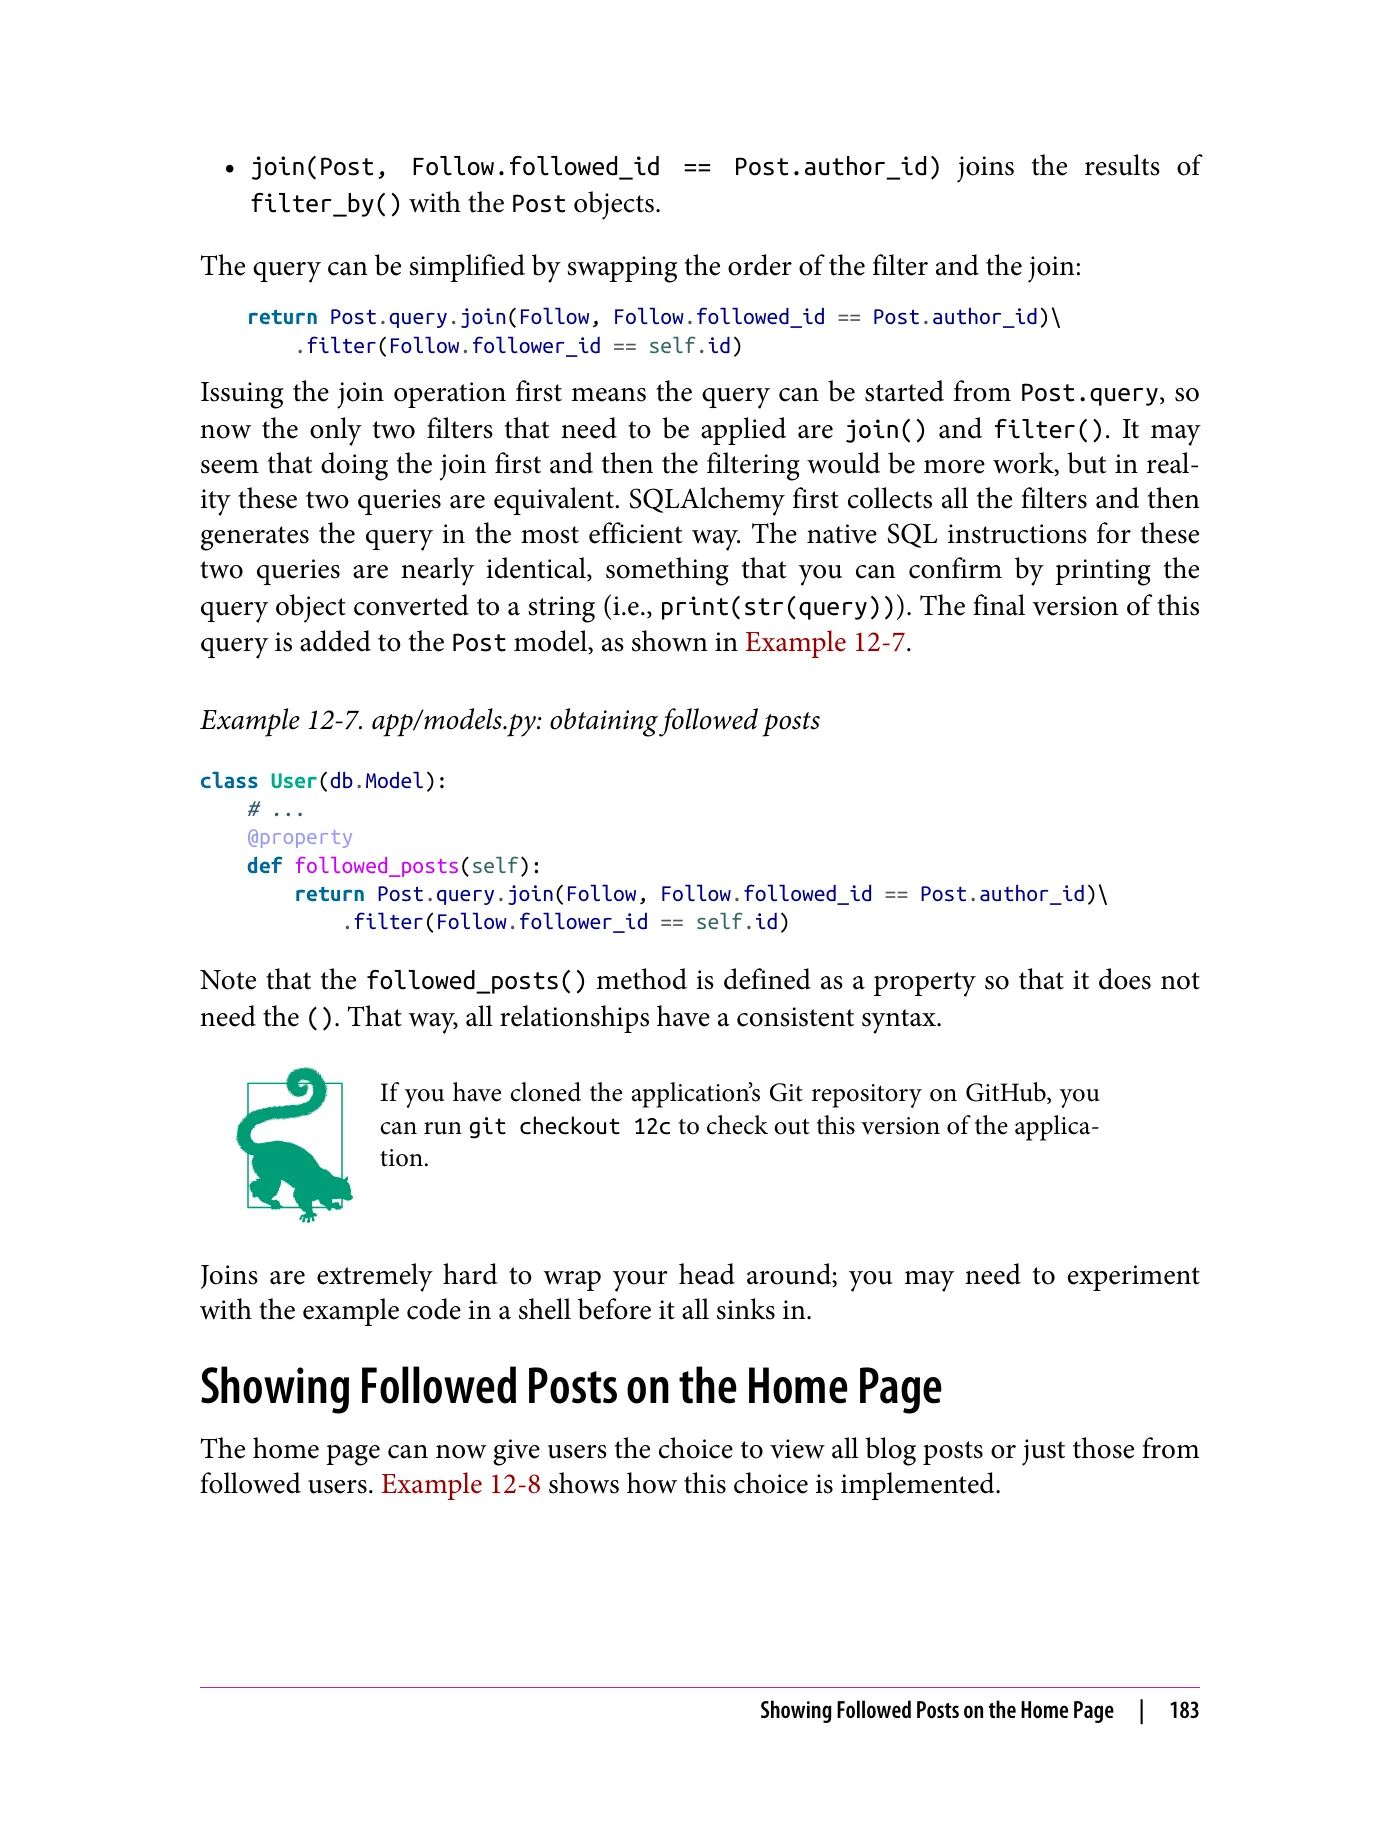 • join(Post, Follow.followed_id == Post.author_id) joins the results of
filter_by() with the Post objects.
The query can be simplified by swapping the order of the filter and the join:
return Post.query.join(Follow, Follow.followed_id == Post.author_id)\
.filter(Follow.follower_id == self.id)
Issuing the join operation first means the query can be started from Post.query, so
now the only two filters that need to be applied are join() and filter(). It may
seem that doing the join first and then the filtering would be more work, but in real-
ity these two queries are equivalent. SQLAlchemy first collects all the filters and then
generates the query in the most efficient way. The native SQL instructions for these
two queries are nearly identical, something that you can confirm by printing the
query object converted to a string (i.e., print(str(query))). The final version of this
query is added to the Post model, as shown in Example 12-7.
Example 12-7. app/models.py: obtaining followed posts
class User(db.Model):
# ...
@property
def followed_posts(self):
return Post.query.join(Follow, Follow.followed_id == Post.author_id)\
.filter(Follow.follower_id == self.id)
Note that the followed_posts() method is defined as a property so that it does not
need the (). That way, all relationships have a consistent syntax.
If you have cloned the application’s Git repository on GitHub, you
can run git checkout 12c to check out this version of the applica-
tion.
Joins are extremely hard to wrap your head around; you may need to experiment
with the example code in a shell before it all sinks in.
Showing Followed Posts on the Home Page
The home page can now give users the choice to view all blog posts or just those from
followed users. Example 12-8 shows how this choice is implemented.
Showing Followed Posts on the Home Page | 183